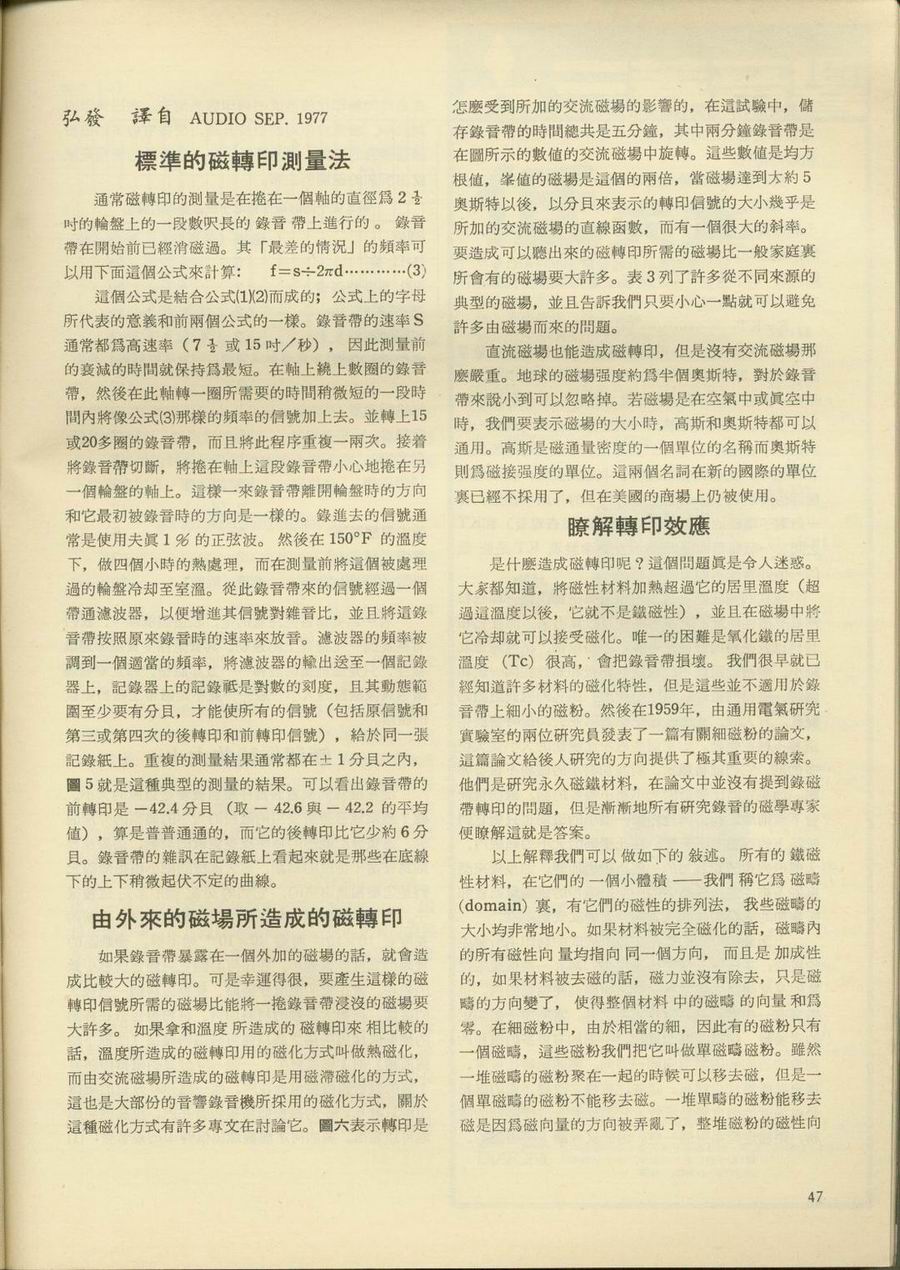 弘發　譯自 AUDIO SEP. 1977
標準的磁轉印測量法
通常磁轉印的測量是在捲在一個軸的直徑爲 2½
吋的輪盤上的一段數呎長的 錄音 帶上進行的 。 錄音
帶在開始前已經消磁過。其「最差的情況」的頻率可
以用下面這個公式來計算： f=s÷2πd…………(3)
這個公式是結合公式(1)(2)而成的；公式上的字母
所代表的意義和前兩個公式的一樣。錄音帶的速率S
通常都爲高速率（7½ 或 15 吋／秒），因此測量前
的衰減的時間就保持爲最短。在軸上繞上數圈的錄音
帶，然後在此軸轉一圈所需要的時間稍微短的一段時
間內將像公式(3)那樣的頻率的信號加上去。並轉上15
或20多圈的錄音帶，而且將此程序重複一兩次。接着
將錄音帶切斷，將捲在軸上這段錄音帶小心地捲在另
一個輪盤的軸上。這樣一來錄音帶離開輪盤時的方向
和它最初被錄音時的方向是一樣的。錄進去的信號通
常是使用失眞 1 % 的正弦波。 然後在 150°F 的溫度
下，做四個小時的熱處理，而在測量前將這個被處理
過的輪盤冷却至室溫。從此錄音帶來的信號經過一個
帶通濾波器，以便增進其信號對雜音比，並且將這錄
音帶按照原來錄音時的速率來放音。濾波器的頻率被
調到一個適當的頻率，將濾波器的輸出送至一個記錄
器上，記錄器上的記錄祗是對數的刻度，且其動態範
圍至少要有分貝，才能使所有的信號（包括原信號和
第三或第四次的後轉印和前轉印信號），給於同一張
記錄紙上。重複的測量結果通常都在±1分貝之內，
圖5就是這種典型的測量的結果。可以看出錄音帶的
前轉印是 −42.4分貝 （取 − 42.6與 − 42.2 的平均
値），算是普普通通的，而它的後轉印比它少約6分
貝。錄音帶的雜訊在記錄紙上看起來就是那些在底線
下的上下稍微起伏不定的曲線。
由外來的磁場所造成的磁轉印
如果錄音帶暴露在一個外加的磁場的話，就會造
成比較大的磁轉印。可是幸運得很，要產生這樣的磁
轉印信號所需的磁場比能將一捲錄音帶浸沒的磁場要
大許多。 如果拿和溫度 所造成的 磁轉印來 相比較的
話，溫度所造成的磁轉印用的磁化方式叫做熱磁化，
而由交流磁場所造成的磁轉印是用磁滯磁化的方式，
這也是大部份的音響錄音機所採用的磁化方式，關於
這種磁化方式有許多專文在討論它。圖六表示轉印是
怎麽受到所加的交流磁場的影響的，在這試驗中，儲
存錄音帶的時間總共是五分鐘，其中兩分鐘錄音帶是
在圖所示的數値的交流磁場中旋轉。這些數値是均方
根値，峯値的磁場是這個的兩倍，當磁場達到大約5
奧斯特以後，以分貝來表示的轉印信號的大小幾乎是
所加的交流磁場的直線函數，而有一個很大的斜率。
要造成可以聽出來的磁轉印所需的磁場比一般家庭裏
所會有的磁場要大許多。表3列了許多從不同來源的
典型的磁場，並且告訴我們只要小心一點就可以避免
許多由磁場而來的問題。
直流磁場也能造成磁轉印，但是沒有交流磁場那
麽嚴重。地球的磁場强度約爲半個奧斯特，對於錄音
帶來說小到可以忽略掉。若磁場是在空氣中或眞空中
時，我們要表示磁場的大小時，高斯和奧斯特都可以
通用。高斯是磁通量密度的一個單位的名稱而奧斯特
則爲磁接强度的單位。這兩個名詞在新的國際的單位
裏已經不採用了，但在美國的商場上仍被使用。
瞭解轉印效應
是什麽造成磁轉印呢？這個問題眞是令人迷惑。
大家都知道，將磁性材料加熱超過它的居里溫度（超
過這溫度以後，它就不是鐵磁性），並且在磁場中將
它冷却就可以接受磁化。唯一的困難是氧化鐵的居里
溫度 （Tc） 很高，會把錄音帶損壞。 我們很早就已
經知道許多材料的磁化特性，但是這些並不適用於錄
音帶上細小的磁粉。然後在1959年，由通用電氣研究
實驗室的兩位研究員發表了一篇有關細磁粉的論文，
這篇論文給後人研究的方向提供了極其重要的線索。
他們是研究永久磁鐵材料，在論文中並沒有提到錄磁
帶轉印的問題，但是漸漸地所有研究錄音的磁學專家
便瞭解這就是答案。
以上解釋我們可以 做如下的 敍述。 所有的 鐵磁
性材料，在它們的 一個小體積 ——我們 稱它爲 磁疇
(domain) 裏，有它們的磁性的排列法， 我些磁疇的
大小均非常地小。如果材料被完全磁化的話，磁疇內
的所有磁性向 量均指向 同一個方向， 而且是 加成性
的，如果材料被去磁的話，磁力並沒有除去，只是磁
疇的方向變了， 使得整個材料 中的磁疇 的向量 和爲
零。在細磁粉中，由於相當的細，因此有的磁粉只有
一個磁疇，這些磁粉我們把它叫做單磁疇磁粉。雖然
一堆磁疇的磁粉聚在一起的時候可以移去磁，但是一
個單磁疇的磁粉不能移去磁。一堆單疇的磁粉能移去
磁是因爲磁向量的方向被弄亂了，整堆磁粉的磁性向
47